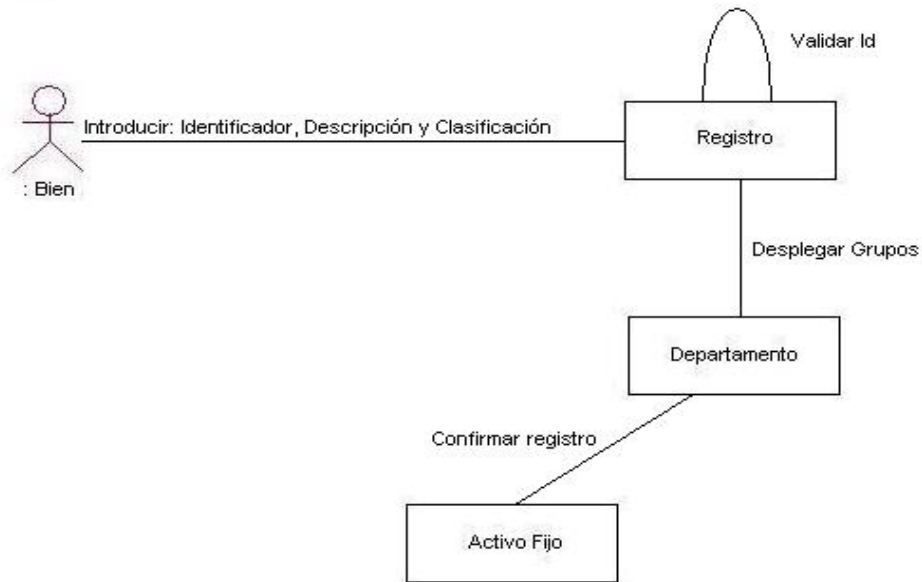 Validar Id
Registro
Introducir: Identificador, Descripción y Clasificación
: Bien
Desplegar Grupos
Departamento
Confirmar registro
Activo Fijo